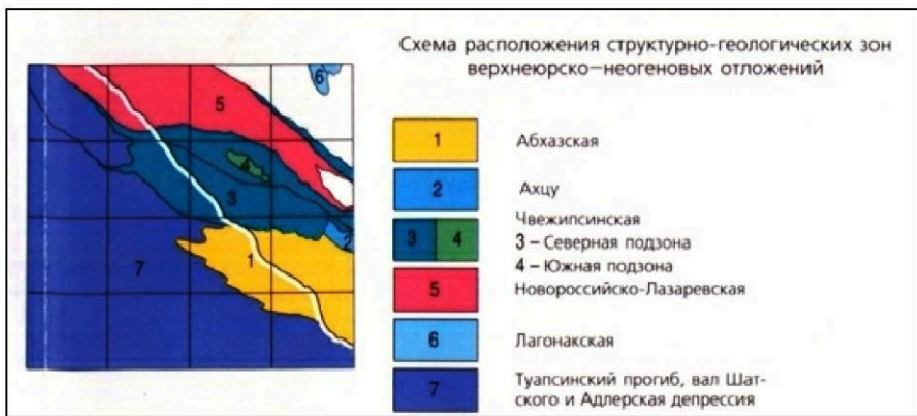 Схема расположения структурно-геологических зон
верхнеюрско—неогеновых отложений
6
5
4
3
2
1
7
1 Абхазская
2 Ахцу
Чвежипсинская
3 4 3 – Северная подзона
4 – Южная подзона
5 Новороссийско-Лазаревская
6 Лагонакская
7 Туапсинский прогиб, вал Шат-
ского и Адлерская депрессия